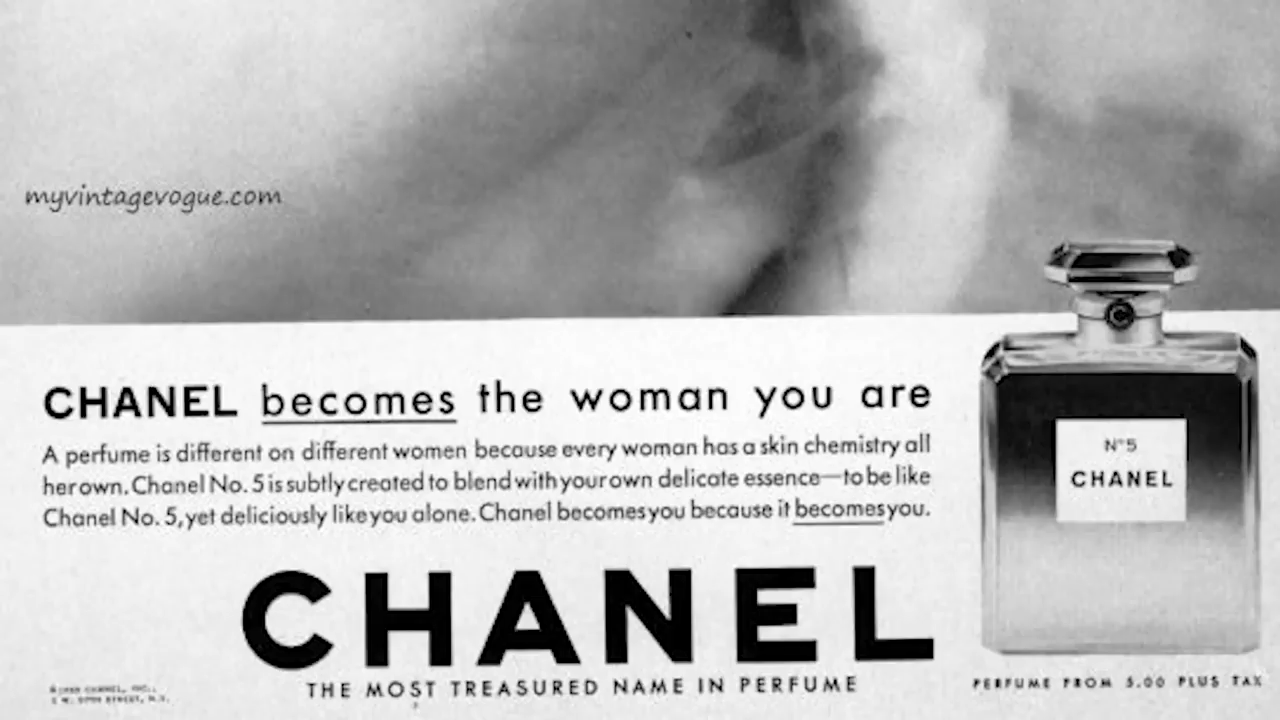 myvintagevogue.com
CHANEL becomes the woman you are
A perfume is different on different women because every woman has a skin chemistry all
her own. Chanel No. 5 is subtly created to blend with your own delicate essence—to be like
Chanel No. 5, yet deliciously like you alone. Chanel becomes you because it becomes you.
N°5
CHANEL
CHANEL
THE MOST TREASURED NAME IN PERFUME
PERFUME FROM 5.00 PLUS TAX
CHANEL, INC.,